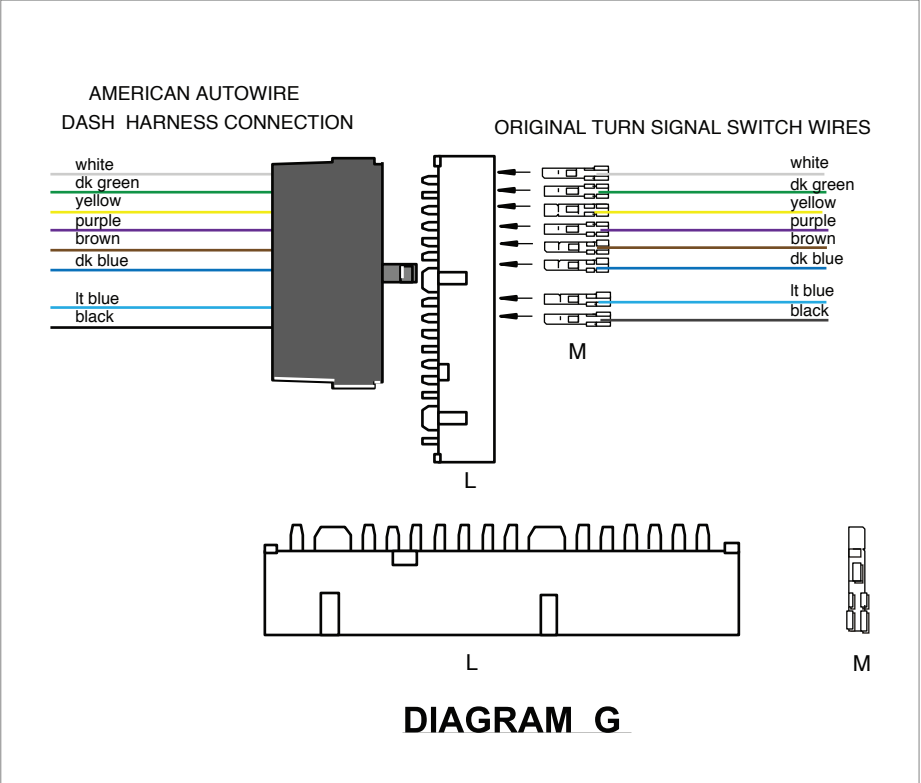 AMERICAN AUTOWIRE
DASH HARNESS CONNECTION
ORIGINAL TURN SIGNAL SWITCH WIRES
white
dk green
yellow
purple
brown
dk blue
lt blue
black
white
dk green
yellow
purple
brown
dk blue
lt blue
black
M
L
L
M
DIAGRAM G